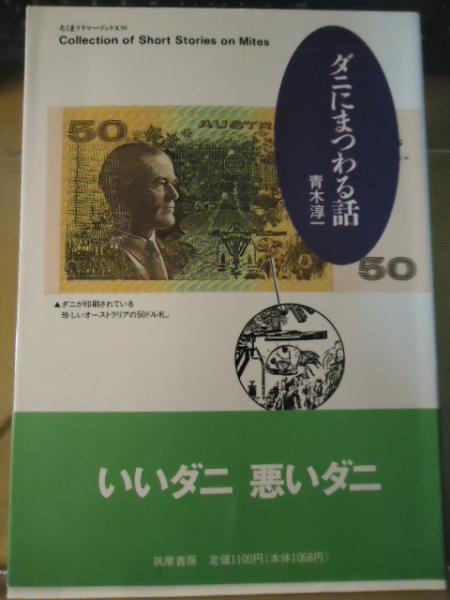 ちくまプリマーブックス99
Collection of Short Stories on Mites
ダニにまつわる話
青木淳一
50
AUSTR
50
▲ダニが印刷されている
珍しいオーストラリアの50ドル札。
いいダニ 悪いダニ
筑摩書房 定価1100円(本体1068円)